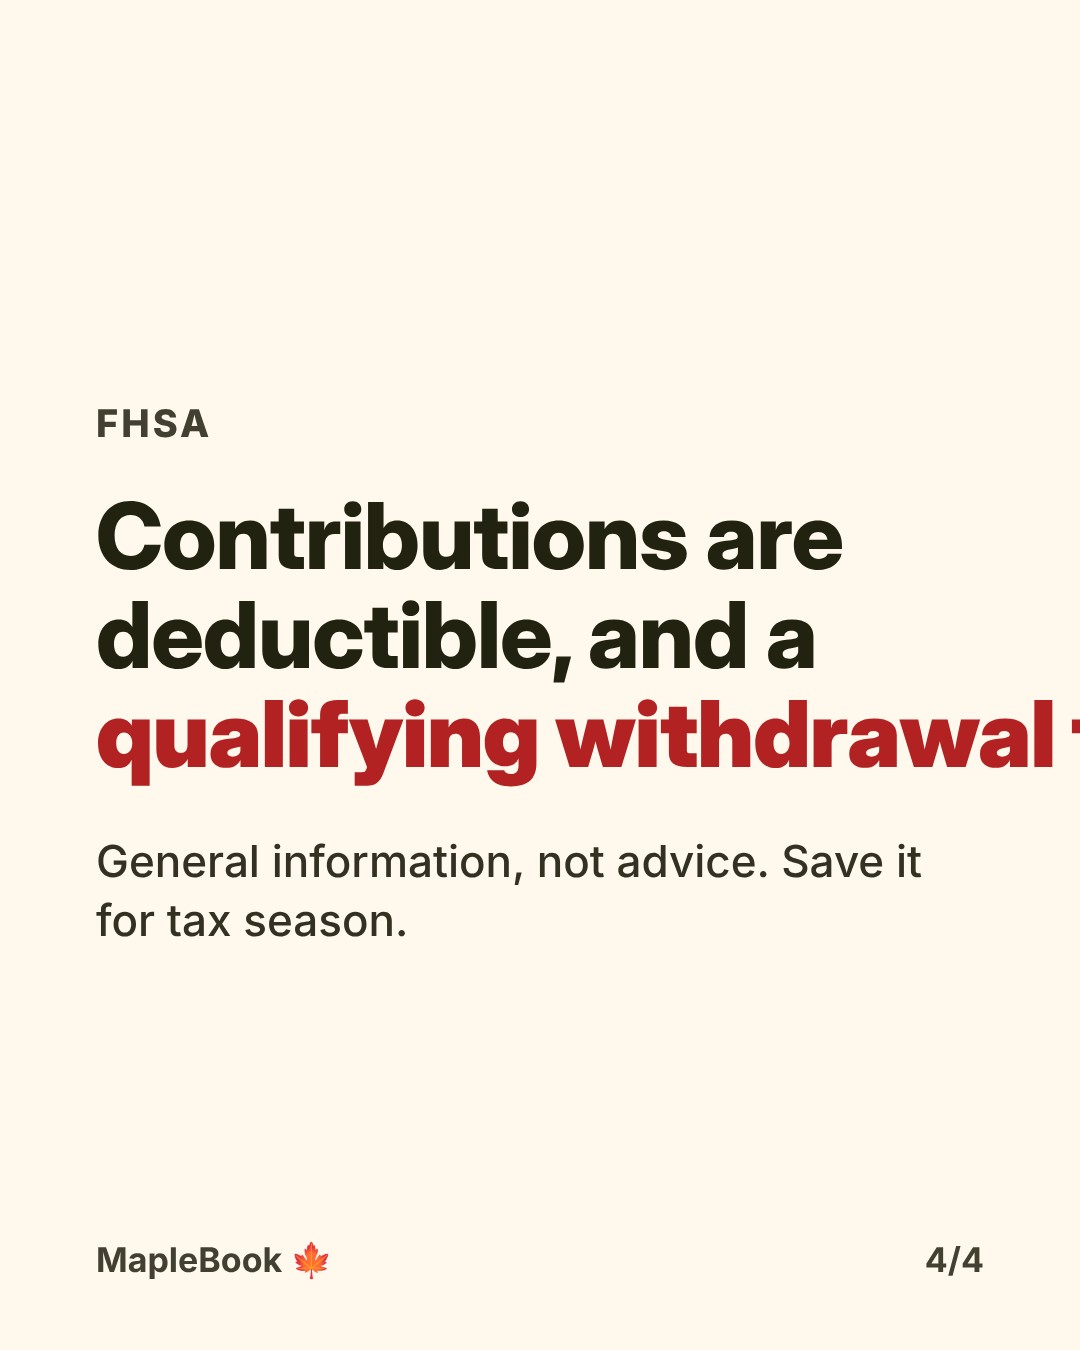 FHSA
Contributions are
deductible, and a
qualifying withdrawal
General information, not advice. Save it
for tax season.
MapleBook 🍁
4/4